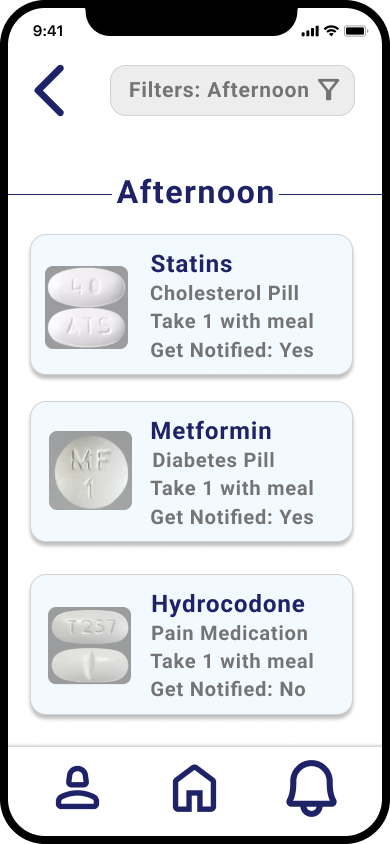 9:41
Filters: Afternoon
Afternoon
40
ATS
Statins
Cholesterol Pill
Take 1 with meal
Get Notified: Yes
MF
1
Metformin
Diabetes Pill
Take 1 with meal
Get Notified: Yes
T257
Hydrocodone
Pain Medication
Take 1 with meal
Get Notified: No